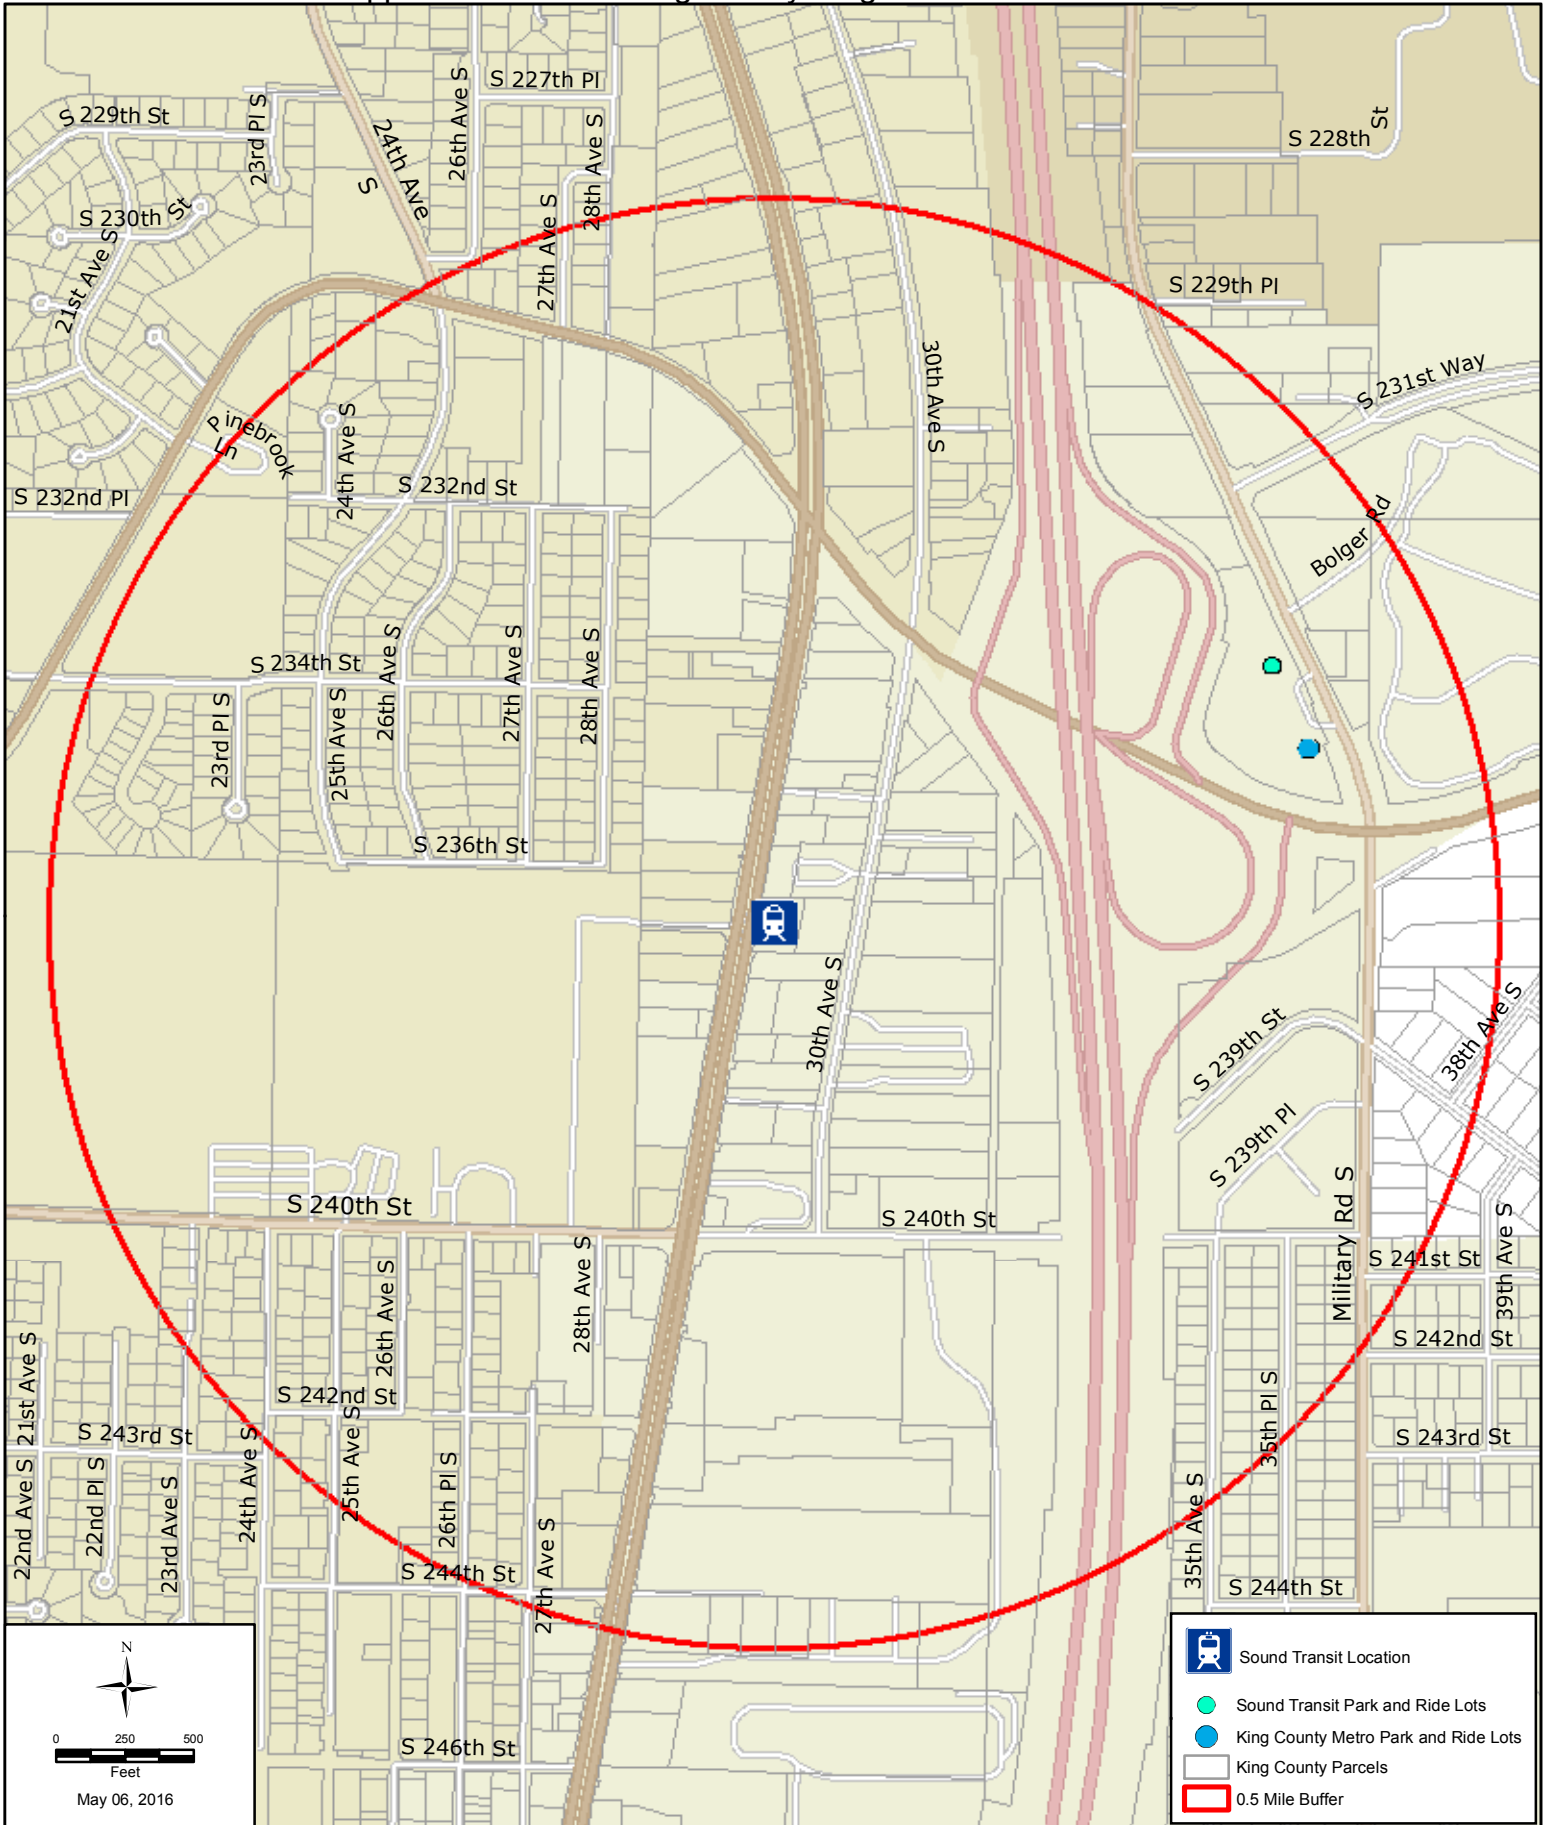 S 227th Pl
S 229th St
23rd Pl S
24th Ave
S
26th Ave S
28th Ave S
27th Ave S
S 228th
St
S 230th St
21st Ave S
S 229th Pl
30th Ave S
S 231st Way
Pinebrook
Ln
24th Ave S
S 232nd St
S 232nd Pl
Bolger Rd
S 234th St
23rd Pl S
25th Ave S
26th Ave S
27th Ave S
28th Ave S
S 236th St
30th Ave S
S 239th St
38th Ave S
S 239th Pl
Military Rd S
S 240th St
S 240th St
S 241st St
39th Ave S
26th Ave S
28th Ave S
S 242nd St
S 242nd St
21st Ave S
S 243rd St
24th Ave S
25th Ave S
35th Pl S
S 243rd St
22nd Ave S
22nd Pl S
23rd Ave S
26th Pl S
27th Ave S
35th Ave S
S 244th St
S 244th St
S 246th St
N
0 250 500
Feet
May 06, 2016
Sound Transit Location
Sound Transit Park and Ride Lots
King County Metro Park and Ride Lots
King County Parcels
0.5 Mile Buffer